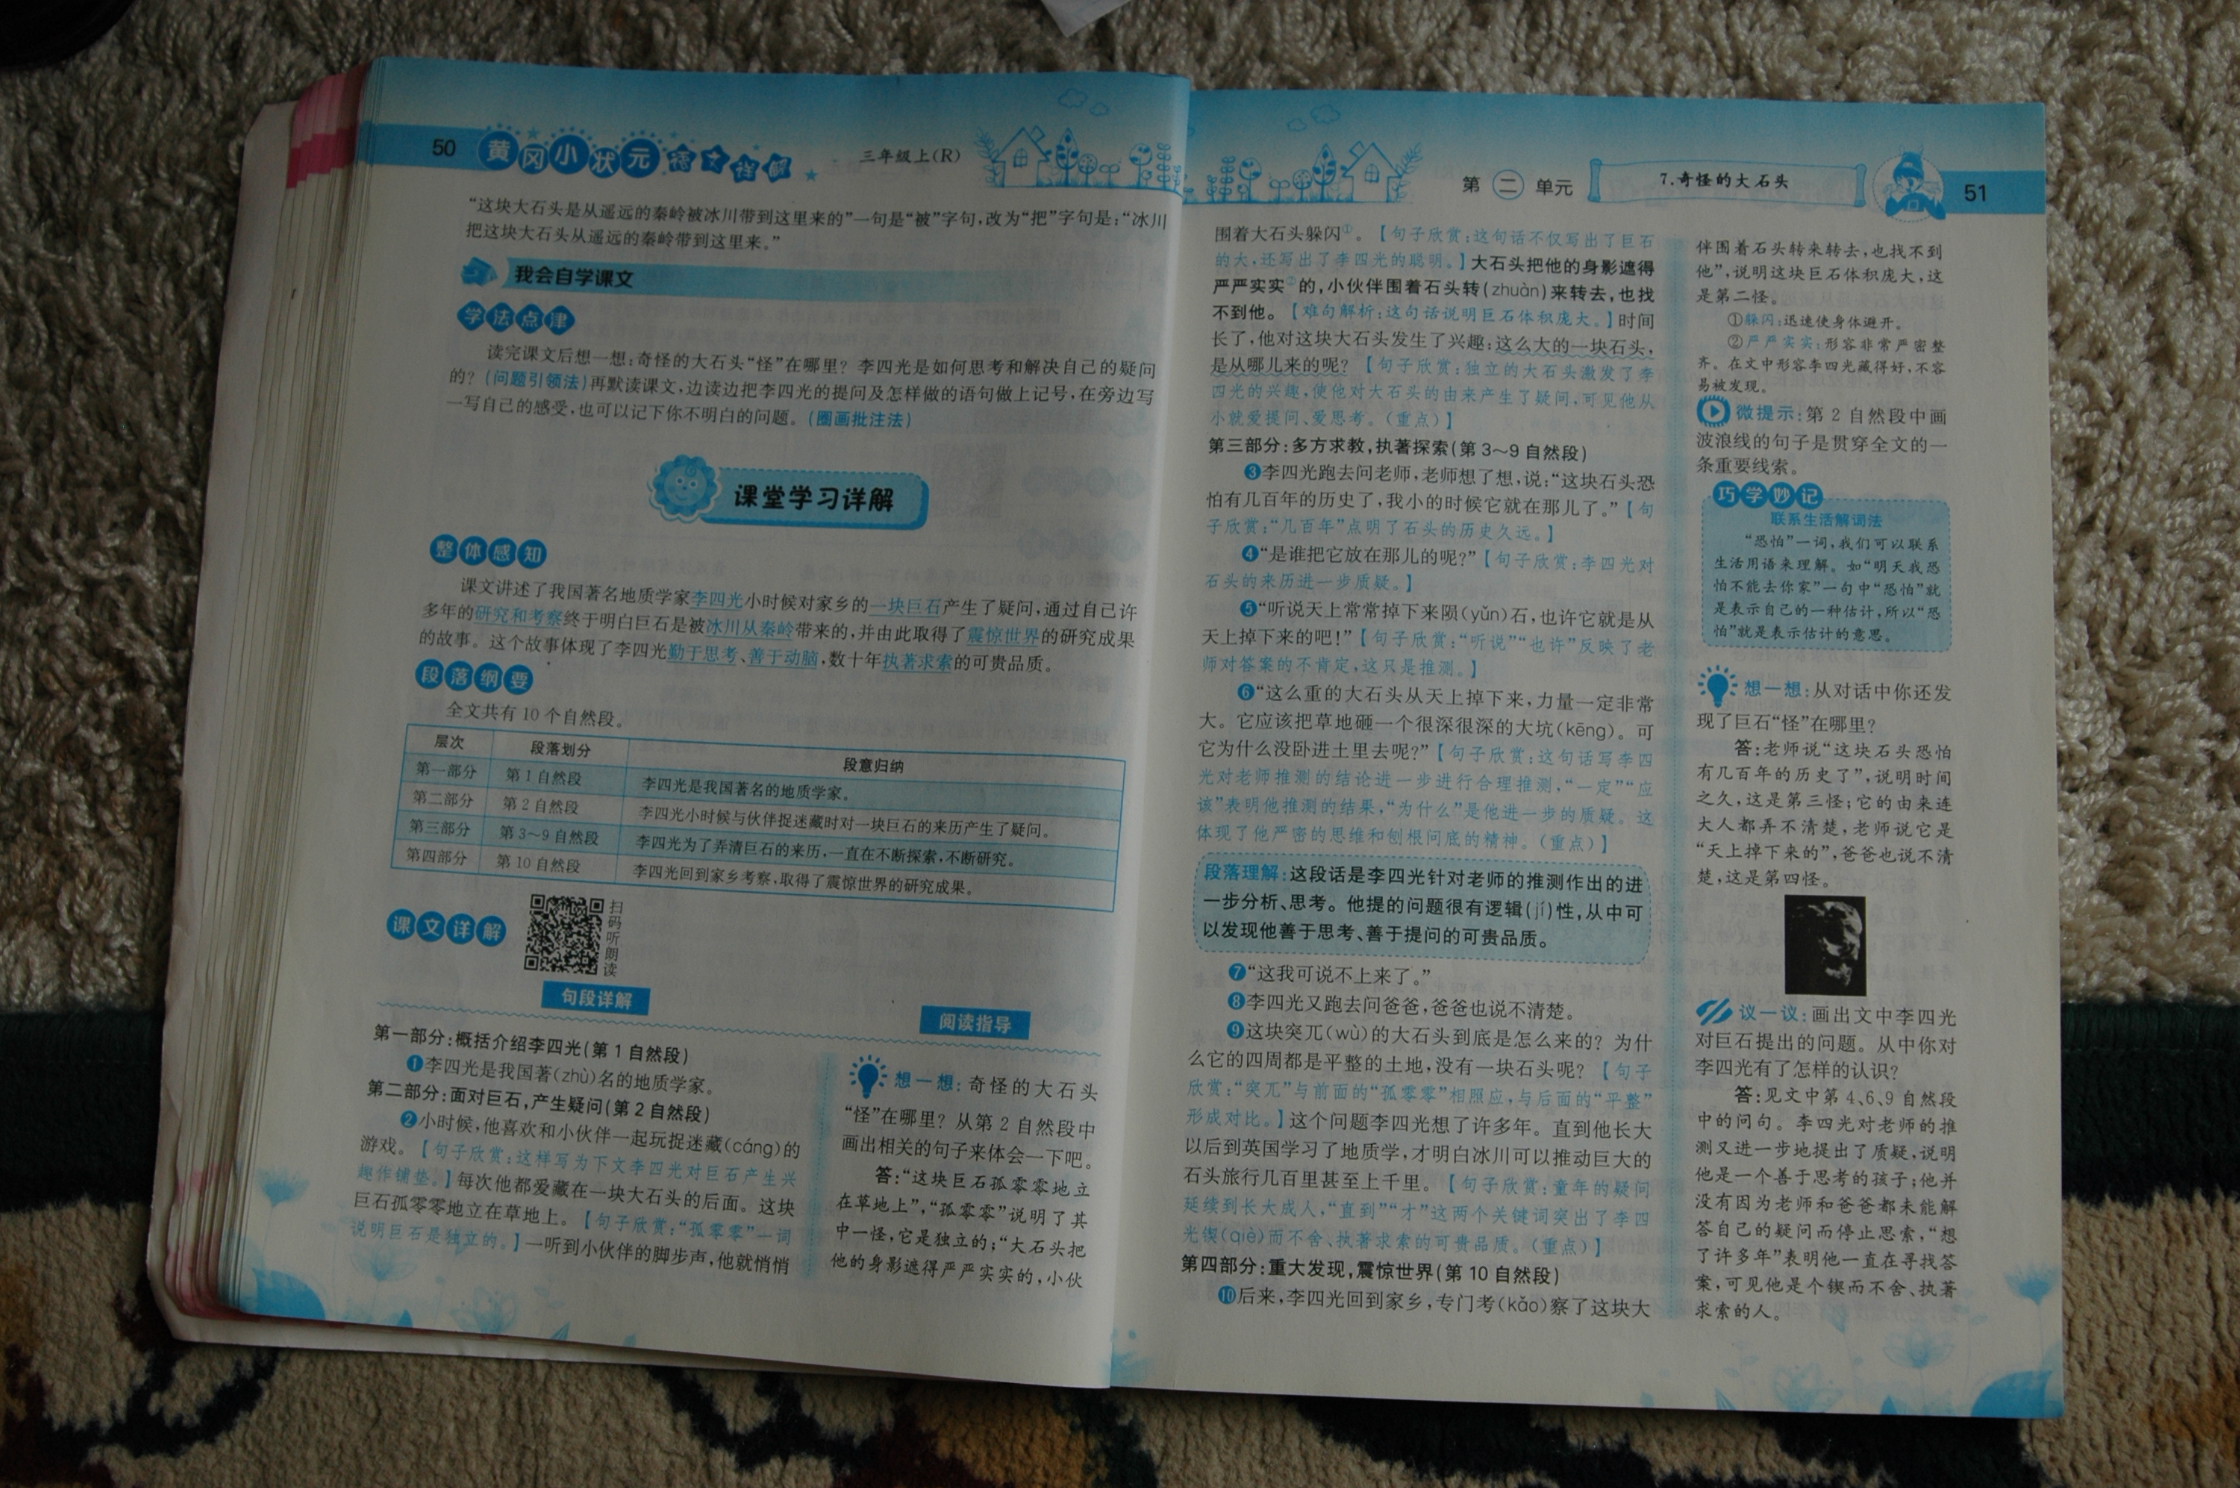 50
黄冈小状元语文详解
三年级上(R)
“这块大石头是从遥远的秦岭被冰川带到这里来的”一句是“被”字句,改为“把”字句是:“冰川
把这块大石头从遥远的秦岭带到这里来。”
我会自学课文
学法点津
读完课文后想一想:奇怪的大石头“怪”在哪里?李四光是如何思考和解决自己的疑问
的?(问题引领法)再默读课文,边读边把李四光的提问及怎样做的语句做上记号,在旁边写
一写自己的感受,也可以记下你不明白的问题。(圈画批注法)
课堂学习详解
整体感知
课文讲述了我国著名地质学家李四光小时候对家乡的一块巨石产生了疑问,通过自己许
多年的研究和考察终于明白巨石是被冰川从秦岭带来的,并由此取得了震惊世界的研究成果
的故事。这个故事体现了李四光勤于思考、善于动脑,数十年执著求索的可贵品质。
段落纲要
全文共有10个自然段。
层次 段落划分 段意归纳
第一部分 第1自然段 李四光是我国著名的地质学家。
第二部分 第2自然段 李四光小时候与伙伴捉迷藏时对一块巨石的来历产生了疑问。
第三部分 第3～9自然段 李四光为了弄清巨石的来历,一直在不断探索,不断研究。
第四部分 第10自然段 李四光回到家乡考察,取得了震惊世界的研究成果。
课文详解
扫码听朗读
句段详解
阅读指导
第一部分:概括介绍李四光(第1自然段)
❶李四光是我国著(zhù)名的地质学家。
第二部分:面对巨石,产生疑问(第2自然段)
❷小时候,他喜欢和小伙伴一起玩捉迷藏(cáng)的
游戏。【句子欣赏:这样写为下文李四光对巨石产生兴
趣作铺垫。】每次他都爱藏在一块大石头的后面。这块
巨石孤零零地立在草地上。【句子欣赏:“孤零零”一词
说明巨石是独立的。】一听到小伙伴的脚步声,他就悄悄
想一想:奇怪的大石头
“怪”在哪里?从第2自然段中
画出相关的句子来体会一下吧。
答:“这块巨石孤零零地立
在草地上”,“孤零零”说明了其
中一怪,它是独立的;“大石头把
他的身影遮得严严实实的,小伙
第二单元
7.奇怪的大石头
51
围着大石头躲闪①。【句子欣赏:这句话不仅写出了巨石
的大,还写出了李四光的聪明。】大石头把他的身影遮得
严严实实②的,小伙伴围着石头转(zhuàn)来转去,也找
不到他。【难句解析:这句话说明巨石体积庞大。】时间
长了,他对这块大石头发生了兴趣:这么大的一块石头,
是从哪儿来的呢?【句子欣赏:独立的大石头激发了李
四光的兴趣,使他对大石头的由来产生了疑问,可见他从
小就爱提问、爱思考。(重点)】
第三部分:多方求教,执著探索(第3～9自然段)
❸李四光跑去问老师,老师想了想,说:“这块石头恐
怕有几百年的历史了,我小的时候它就在那儿了。”【句
子欣赏:“几百年”点明了石头的历史久远。】
❹“是谁把它放在那儿的呢?”【句子欣赏:李四光对
石头的来历进一步质疑。】
❺“听说天上常常掉下来陨(yǔn)石,也许它就是从
天上掉下来的吧!”【句子欣赏:“听说”“也许”反映了老
师对答案的不肯定,这只是推测。】
❻“这么重的大石头从天上掉下来,力量一定非常
大。它应该把草地砸一个很深很深的大坑(kēng)。可
它为什么没卧进土里去呢?”【句子欣赏:这句话写李四
光对老师推测的结论进一步进行合理推测,“一定”“应
该”表明他推测的结果,“为什么”是他进一步的质疑。这
体现了他严密的思维和刨根问底的精神。(重点)】
段落理解:这段话是李四光针对老师的推测作出的进
一步分析、思考。他提的问题很有逻辑(jí)性,从中可
以发现他善于思考、善于提问的可贵品质。
❼“这我可说不上来了。”
❽李四光又跑去问爸爸,爸爸也说不清楚。
❾这块突兀(wù)的大石头到底是怎么来的?为什
么它的四周都是平整的土地,没有一块石头呢?【句子
欣赏:“突兀”与前面的“孤零零”相照应,与后面的“平整”
形成对比。】这个问题李四光想了许多年。直到他长大
以后到英国学习了地质学,才明白冰川可以推动巨大的
石头旅行几百里甚至上千里。【句子欣赏:童年的疑问
延续到长大成人,“直到”“才”这两个关键词突出了李四
光锲(qiè)而不舍、执著求索的可贵品质。(重点)】
第四部分:重大发现,震惊世界(第10自然段)
❿后来,李四光回到家乡,专门考(kǎo)察了这块大
伴围着石头转来转去,也找不到
他”,说明这块巨石体积庞大,这
是第二怪。
①躲闪:迅速使身体避开。
②严严实实:形容非常严密整
齐。在文中形容李四光藏得好,不容
易被发现。
微提示:第2自然段中画
波浪线的句子是贯穿全文的一
条重要线索。
巧学妙记
联系生活解词法
“恐怕”一词,我们可以联系
生活用语来理解。如“明天我恐
怕不能去你家”一句中“恐怕”就
是表示自己的一种估计,所以“恐
怕”就是表示估计的意思。
想一想:从对话中你还发
现了巨石“怪”在哪里?
答:老师说“这块石头恐怕
有几百年的历史了”,说明时间
之久,这是第三怪;它的由来连
大人都弄不清楚,老师说它是
“天上掉下来的”,爸爸也说不清
楚,这是第四怪。
议一议:画出文中李四光
对巨石提出的问题。从中你对
李四光有了怎样的认识?
答:见文中第4、6、9自然段
中的问句。李四光对老师的推
测又进一步地提出了质疑,说明
他是一个善于思考的孩子;他并
没有因为老师和爸爸都未能解
答自己的疑问而停止思索,“想
了许多年”表明他一直在寻找答
案,可见他是个锲而不舍、执著
求索的人。